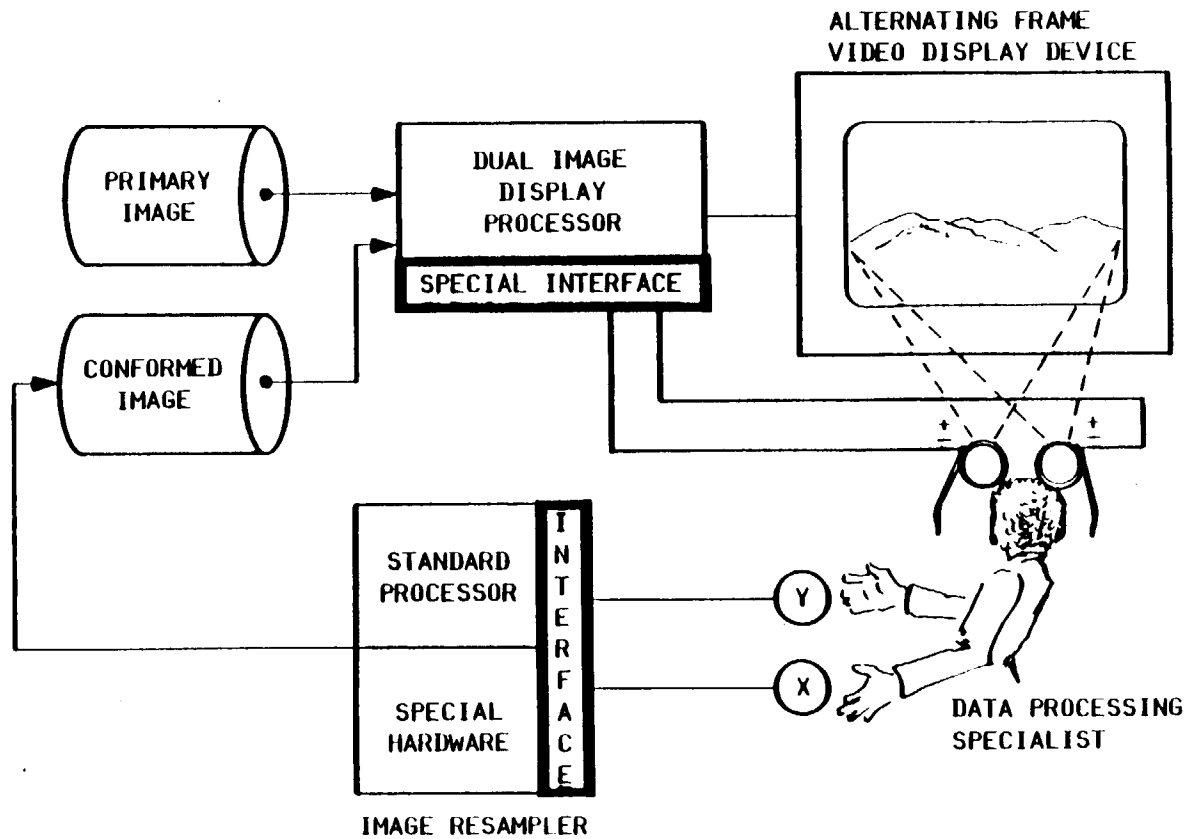 ALTERNATING FRAME
VIDEO DISPLAY DEVICE
PRIMARY
IMAGE
DUAL IMAGE
DISPLAY
PROCESSOR
SPECIAL INTERFACE
CONFORMED
IMAGE
±
±
STANDARD
PROCESSOR
INTERFACE
SPECIAL
HARDWARE
Y
X
DATA PROCESSING
SPECIALIST
IMAGE RESAMPLER